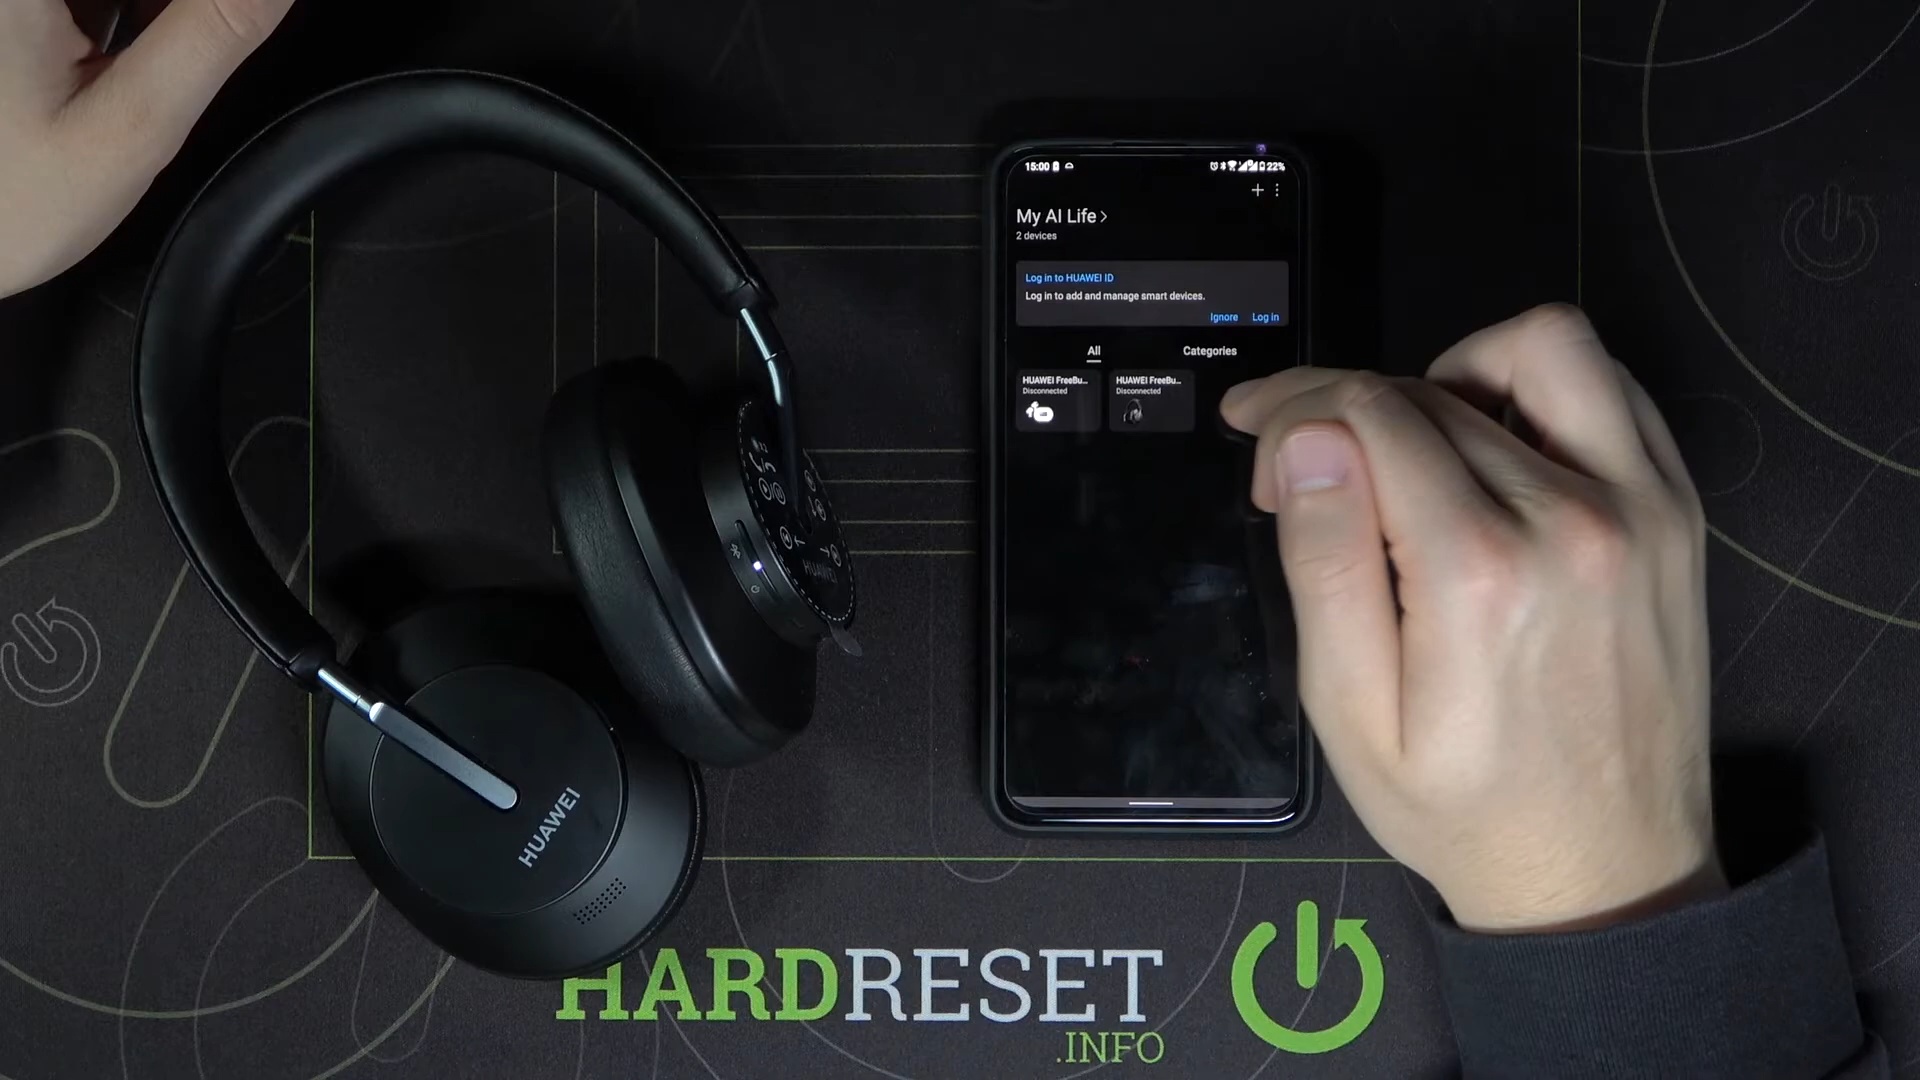 15:00
22%
My AI Life >
2 devices
Log in to HUAWEI ID
Log in to add and manage smart devices.
Ignore Log in
All Categories
HUAWEI FreeBu... HUAWEI FreeBu...
Disconnected Disconnected
HUAWEI
HUAWEI
HARDRESET
.INFO